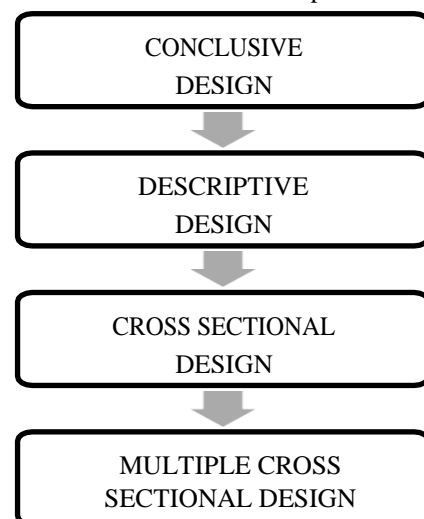 CONCLUSIVE
DESIGN
DESCRIPTIVE
DESIGN
CROSS SECTIONAL
DESIGN
MULTIPLE CROSS
SECTIONAL DESIGN